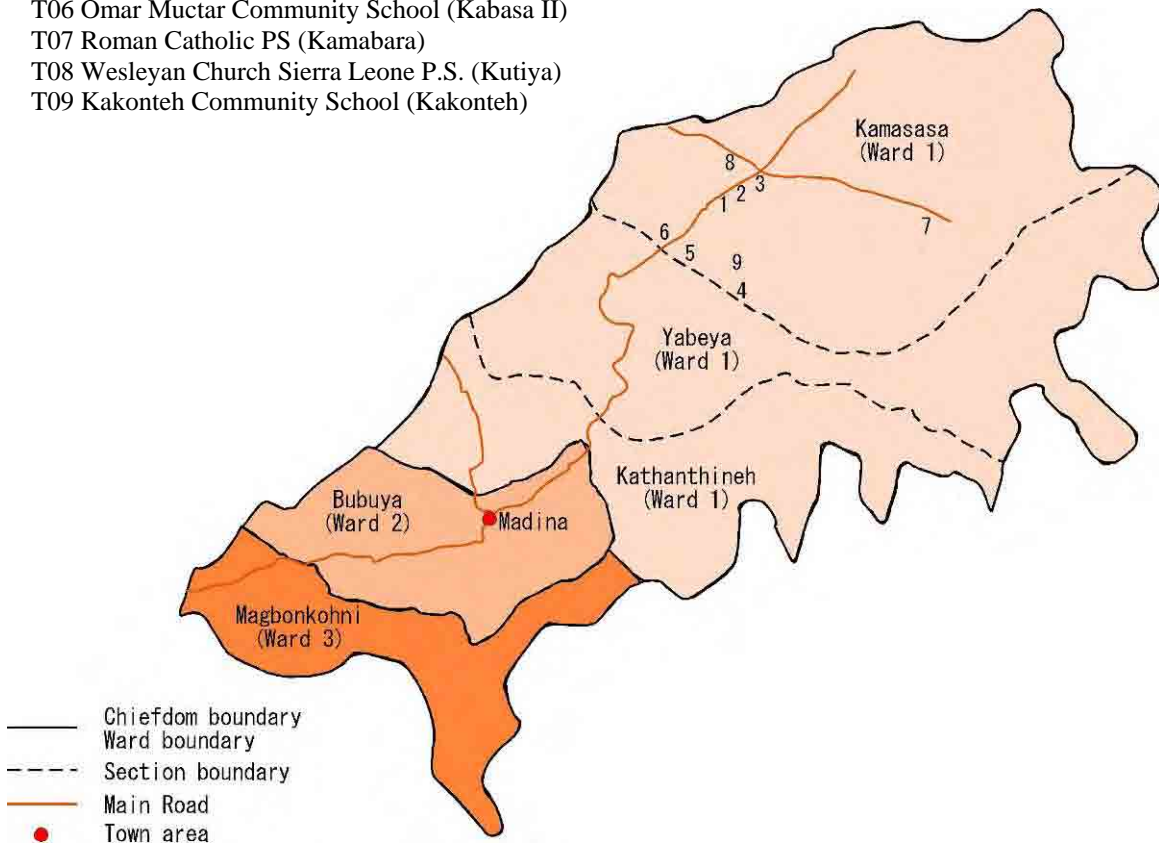 T06 Omar Muctar Community School (Kabasa II)
T07 Roman Catholic PS (Kamabara)
T08 Wesleyan Church Sierra Leone P.S. (Kutiya)
T09 Kakonteh Community School (Kakonteh)
Kamasasa
(Ward 1)
8
3
2
1
7
6
5
9
4
Yabeya
(Ward 1)
Kathanthineh
(Ward 1)
Bubuya
(Ward 2)
Madina
Magbonkohni
(Ward 3)
Chiefdom boundary
Ward boundary
Section boundary
Main Road
Town area